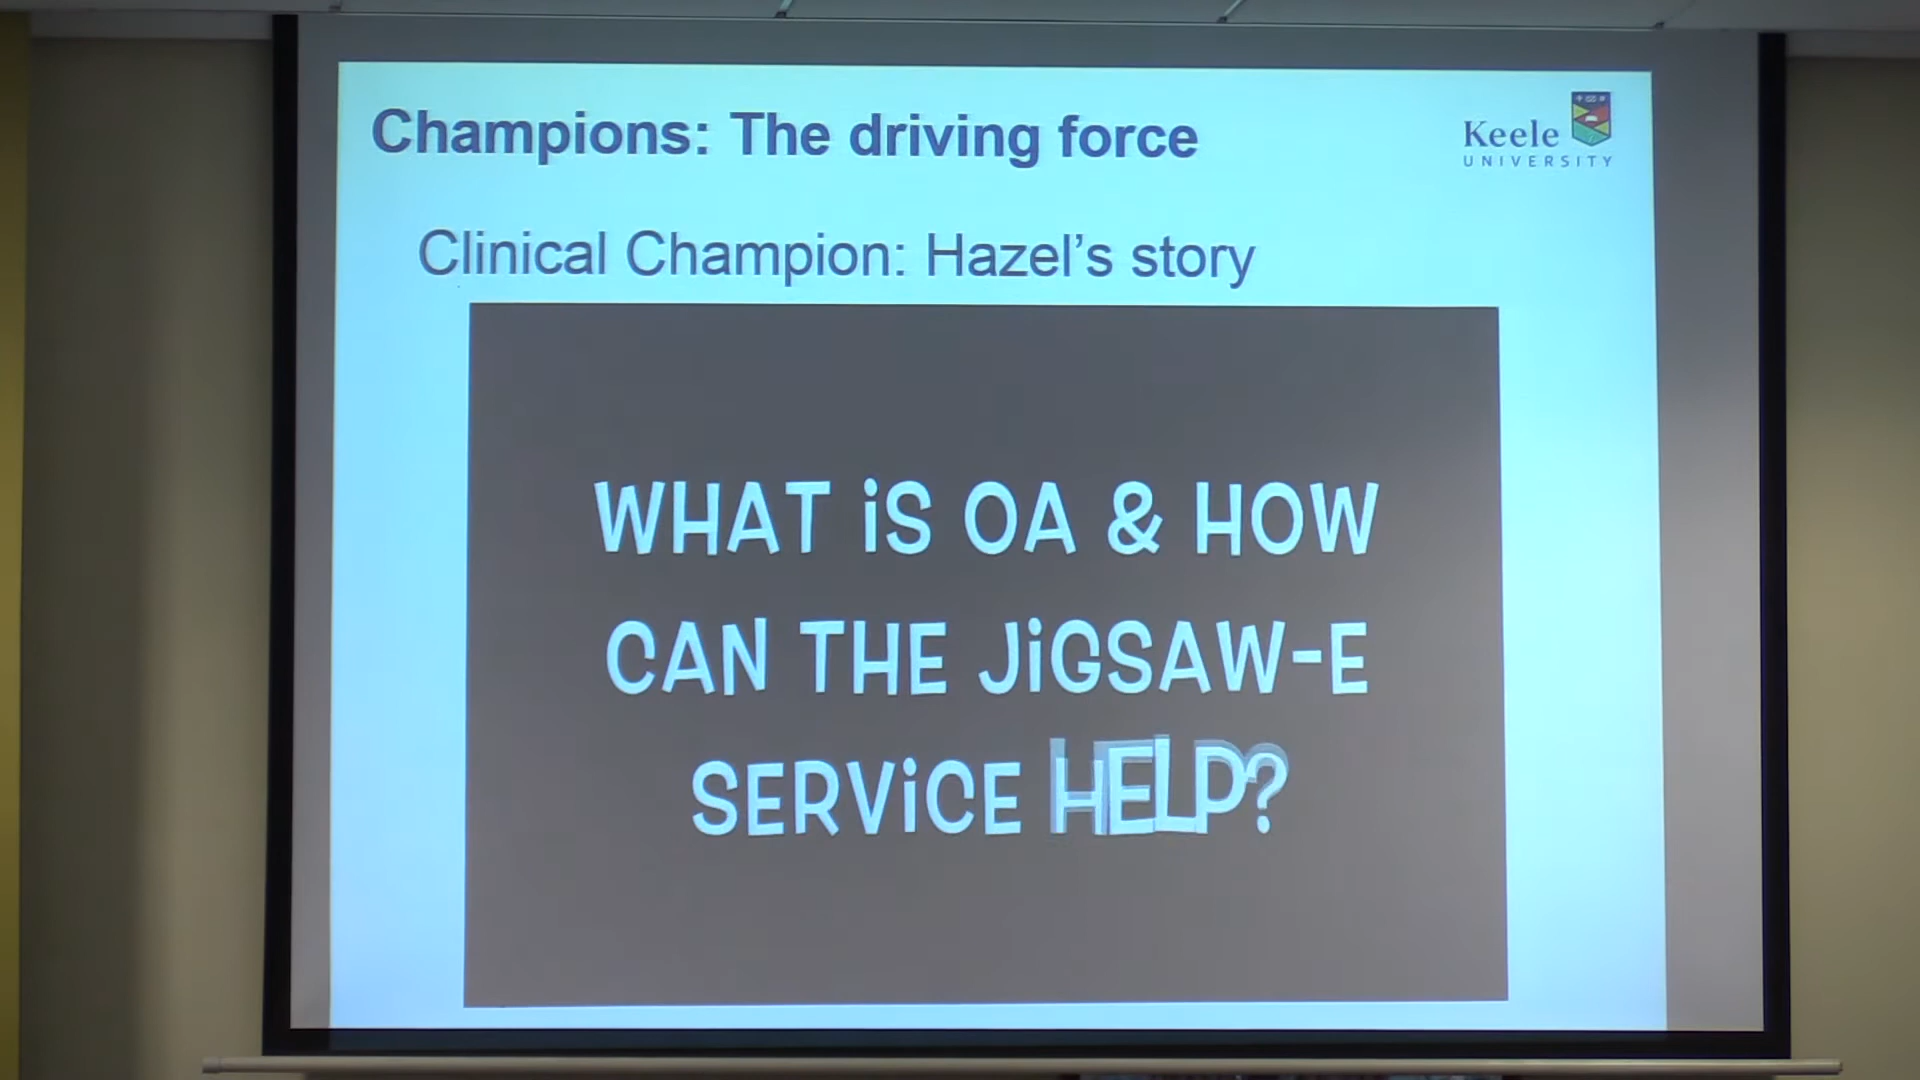 Champions: The driving force
Keele
UNIVERSITY
Clinical Champion: Hazel's story
WHAT iS OA & HOW
CAN THE JiGSAW-E
SERViCE HELP?